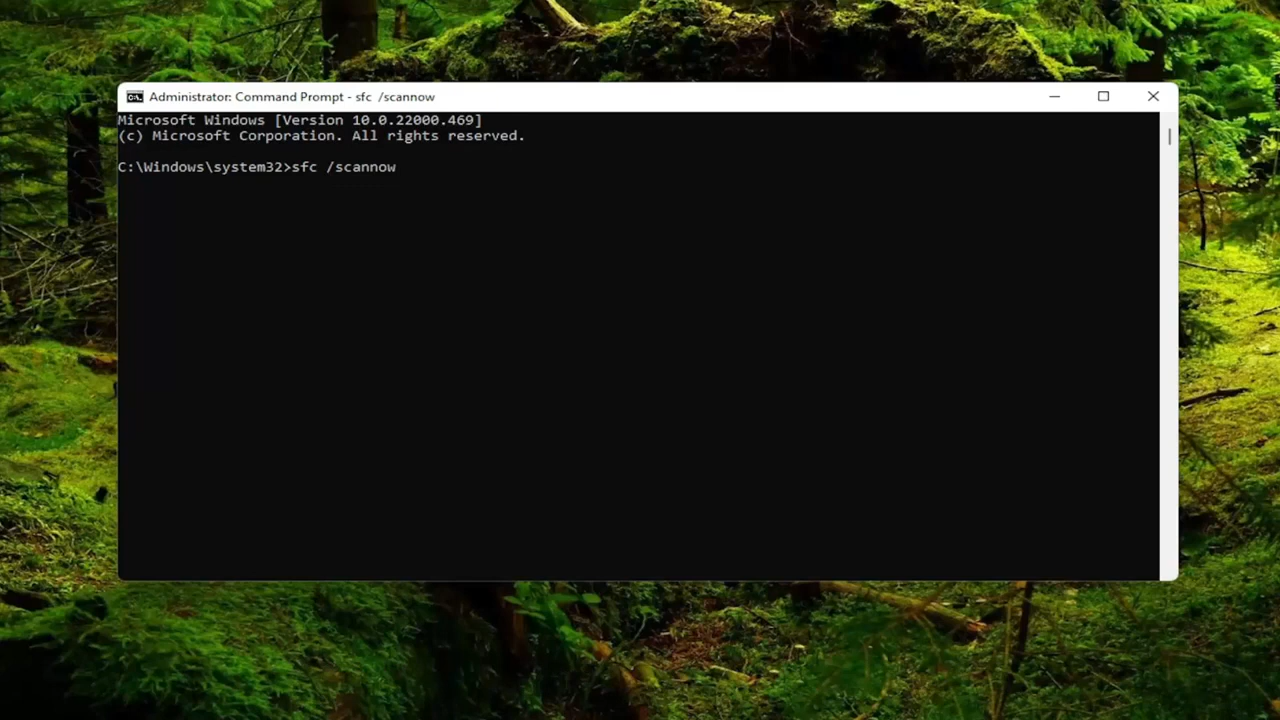 Administrator: Command Prompt - sfc  /scannow
Microsoft Windows [Version 10.0.22000.469]
(c) Microsoft Corporation. All rights reserved.
C:\Windows\system32>sfc /scannow